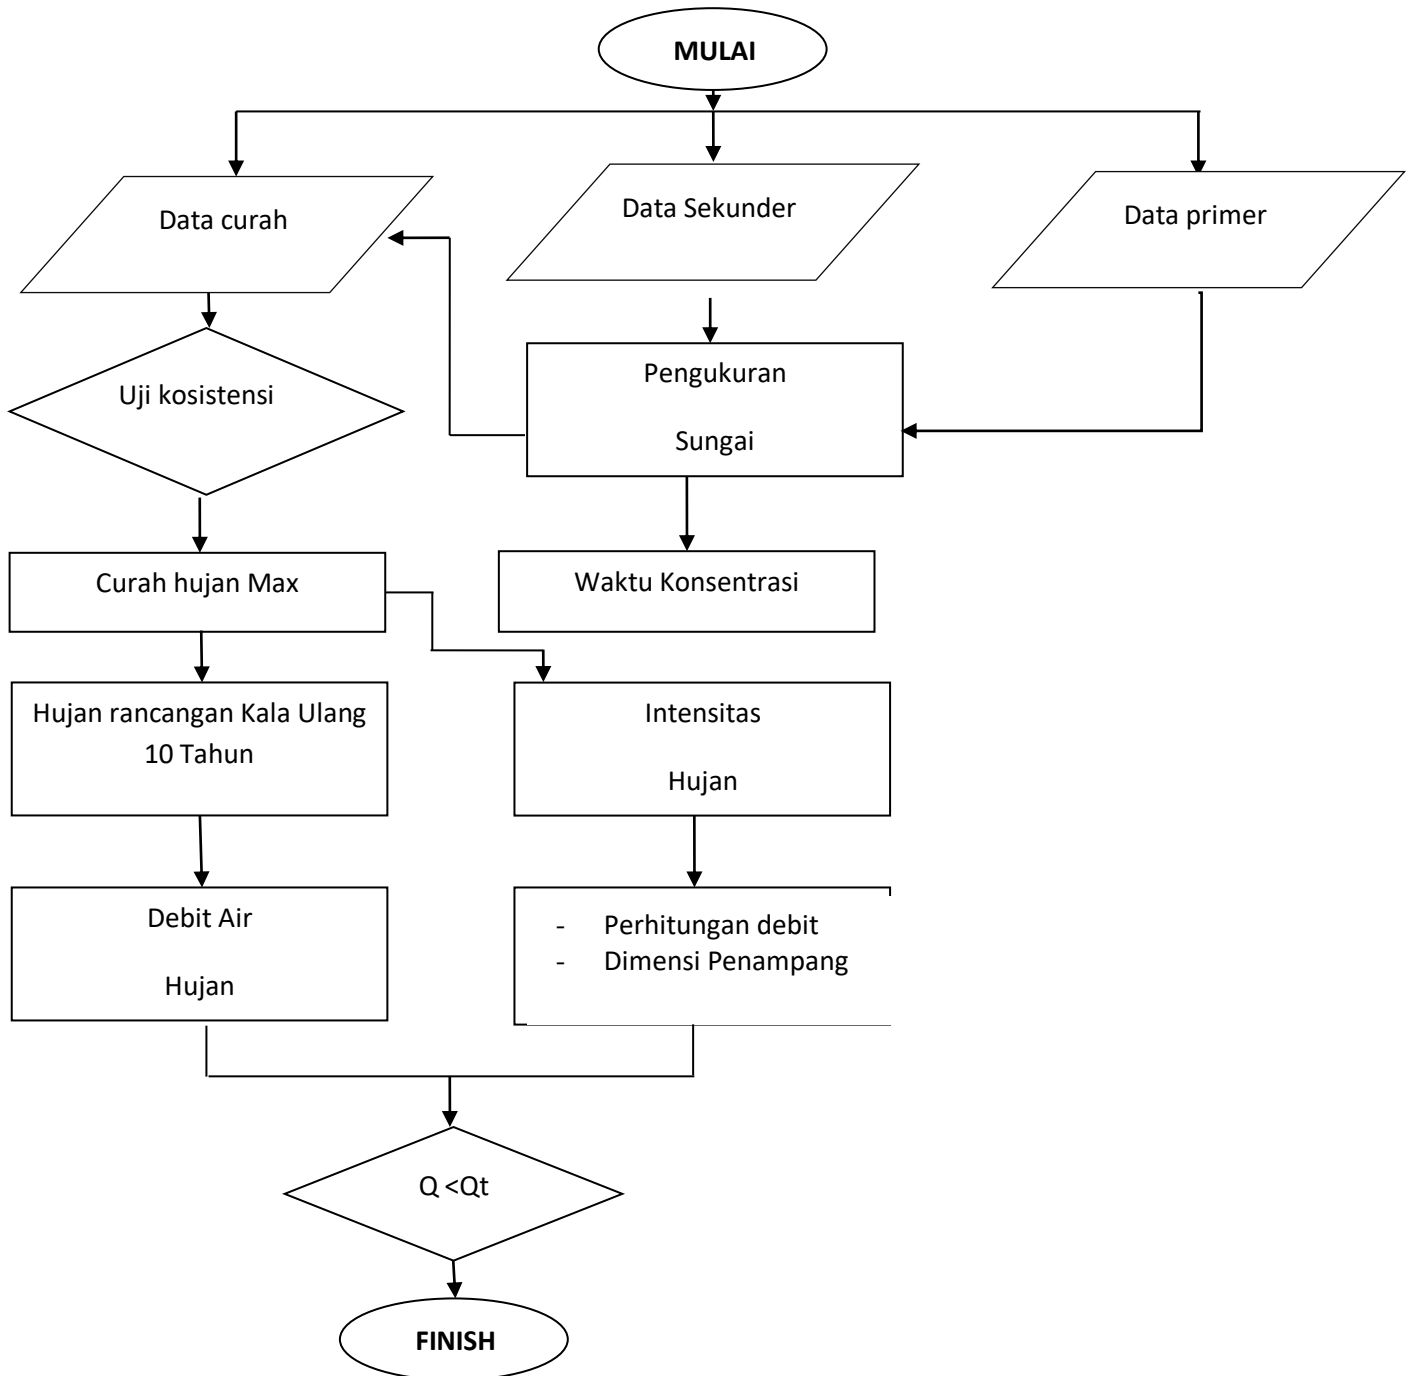 MULAI
Data curah
Data Sekunder
Data primer
Uji kosistensi
Pengukuran
Sungai
Curah hujan Max
Waktu Konsentrasi
Hujan rancangan Kala Ulang
10 Tahun
Intensitas
Hujan
Debit Air
Hujan
- Perhitungan debit
- Dimensi Penampang
Q <Qt
FINISH